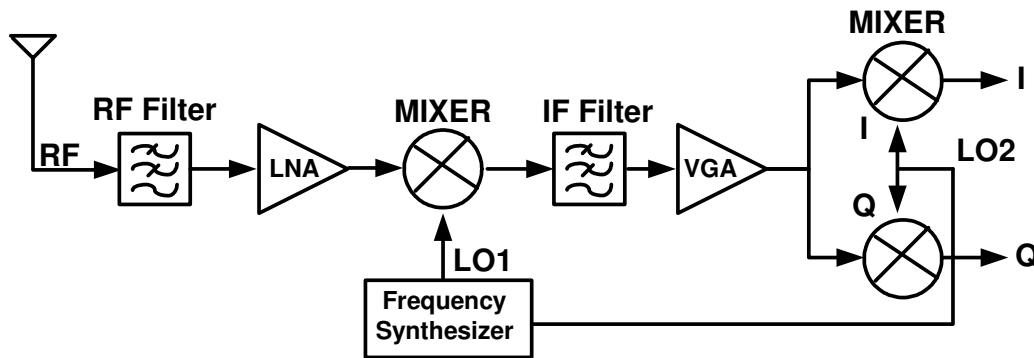 MIXER
I
RF Filter
MIXER
IF Filter
I
RF
LNA
VGA
LO2
Q
LO1
Q
Frequency
Synthesizer